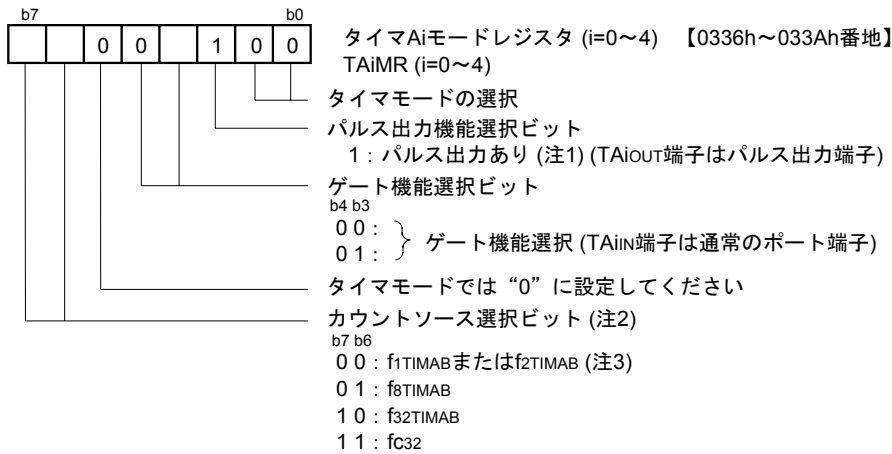 b7 b0
0 0 1 0 0
タイマAiモードレジスタ (i=0～4) 【0336h～033Ah番地】
TAiMR (i=0～4)
タイマモードの選択
パルス出力機能選択ビット
1 : パルス出力あり (注1) (TAiOUT端子はパルス出力端子)
ゲート機能選択ビット
b4 b3
0 0 :
0 1 :
ゲート機能選択 (TAiIN端子は通常のポート端子)
タイマモードでは“0”に設定してください
カウントソース選択ビット (注2)
b7 b6
0 0 : f1TIMABまたはf2TIMAB (注3)
0 1 : f8TIMAB
1 0 : f32TIMAB
1 1 : fC32